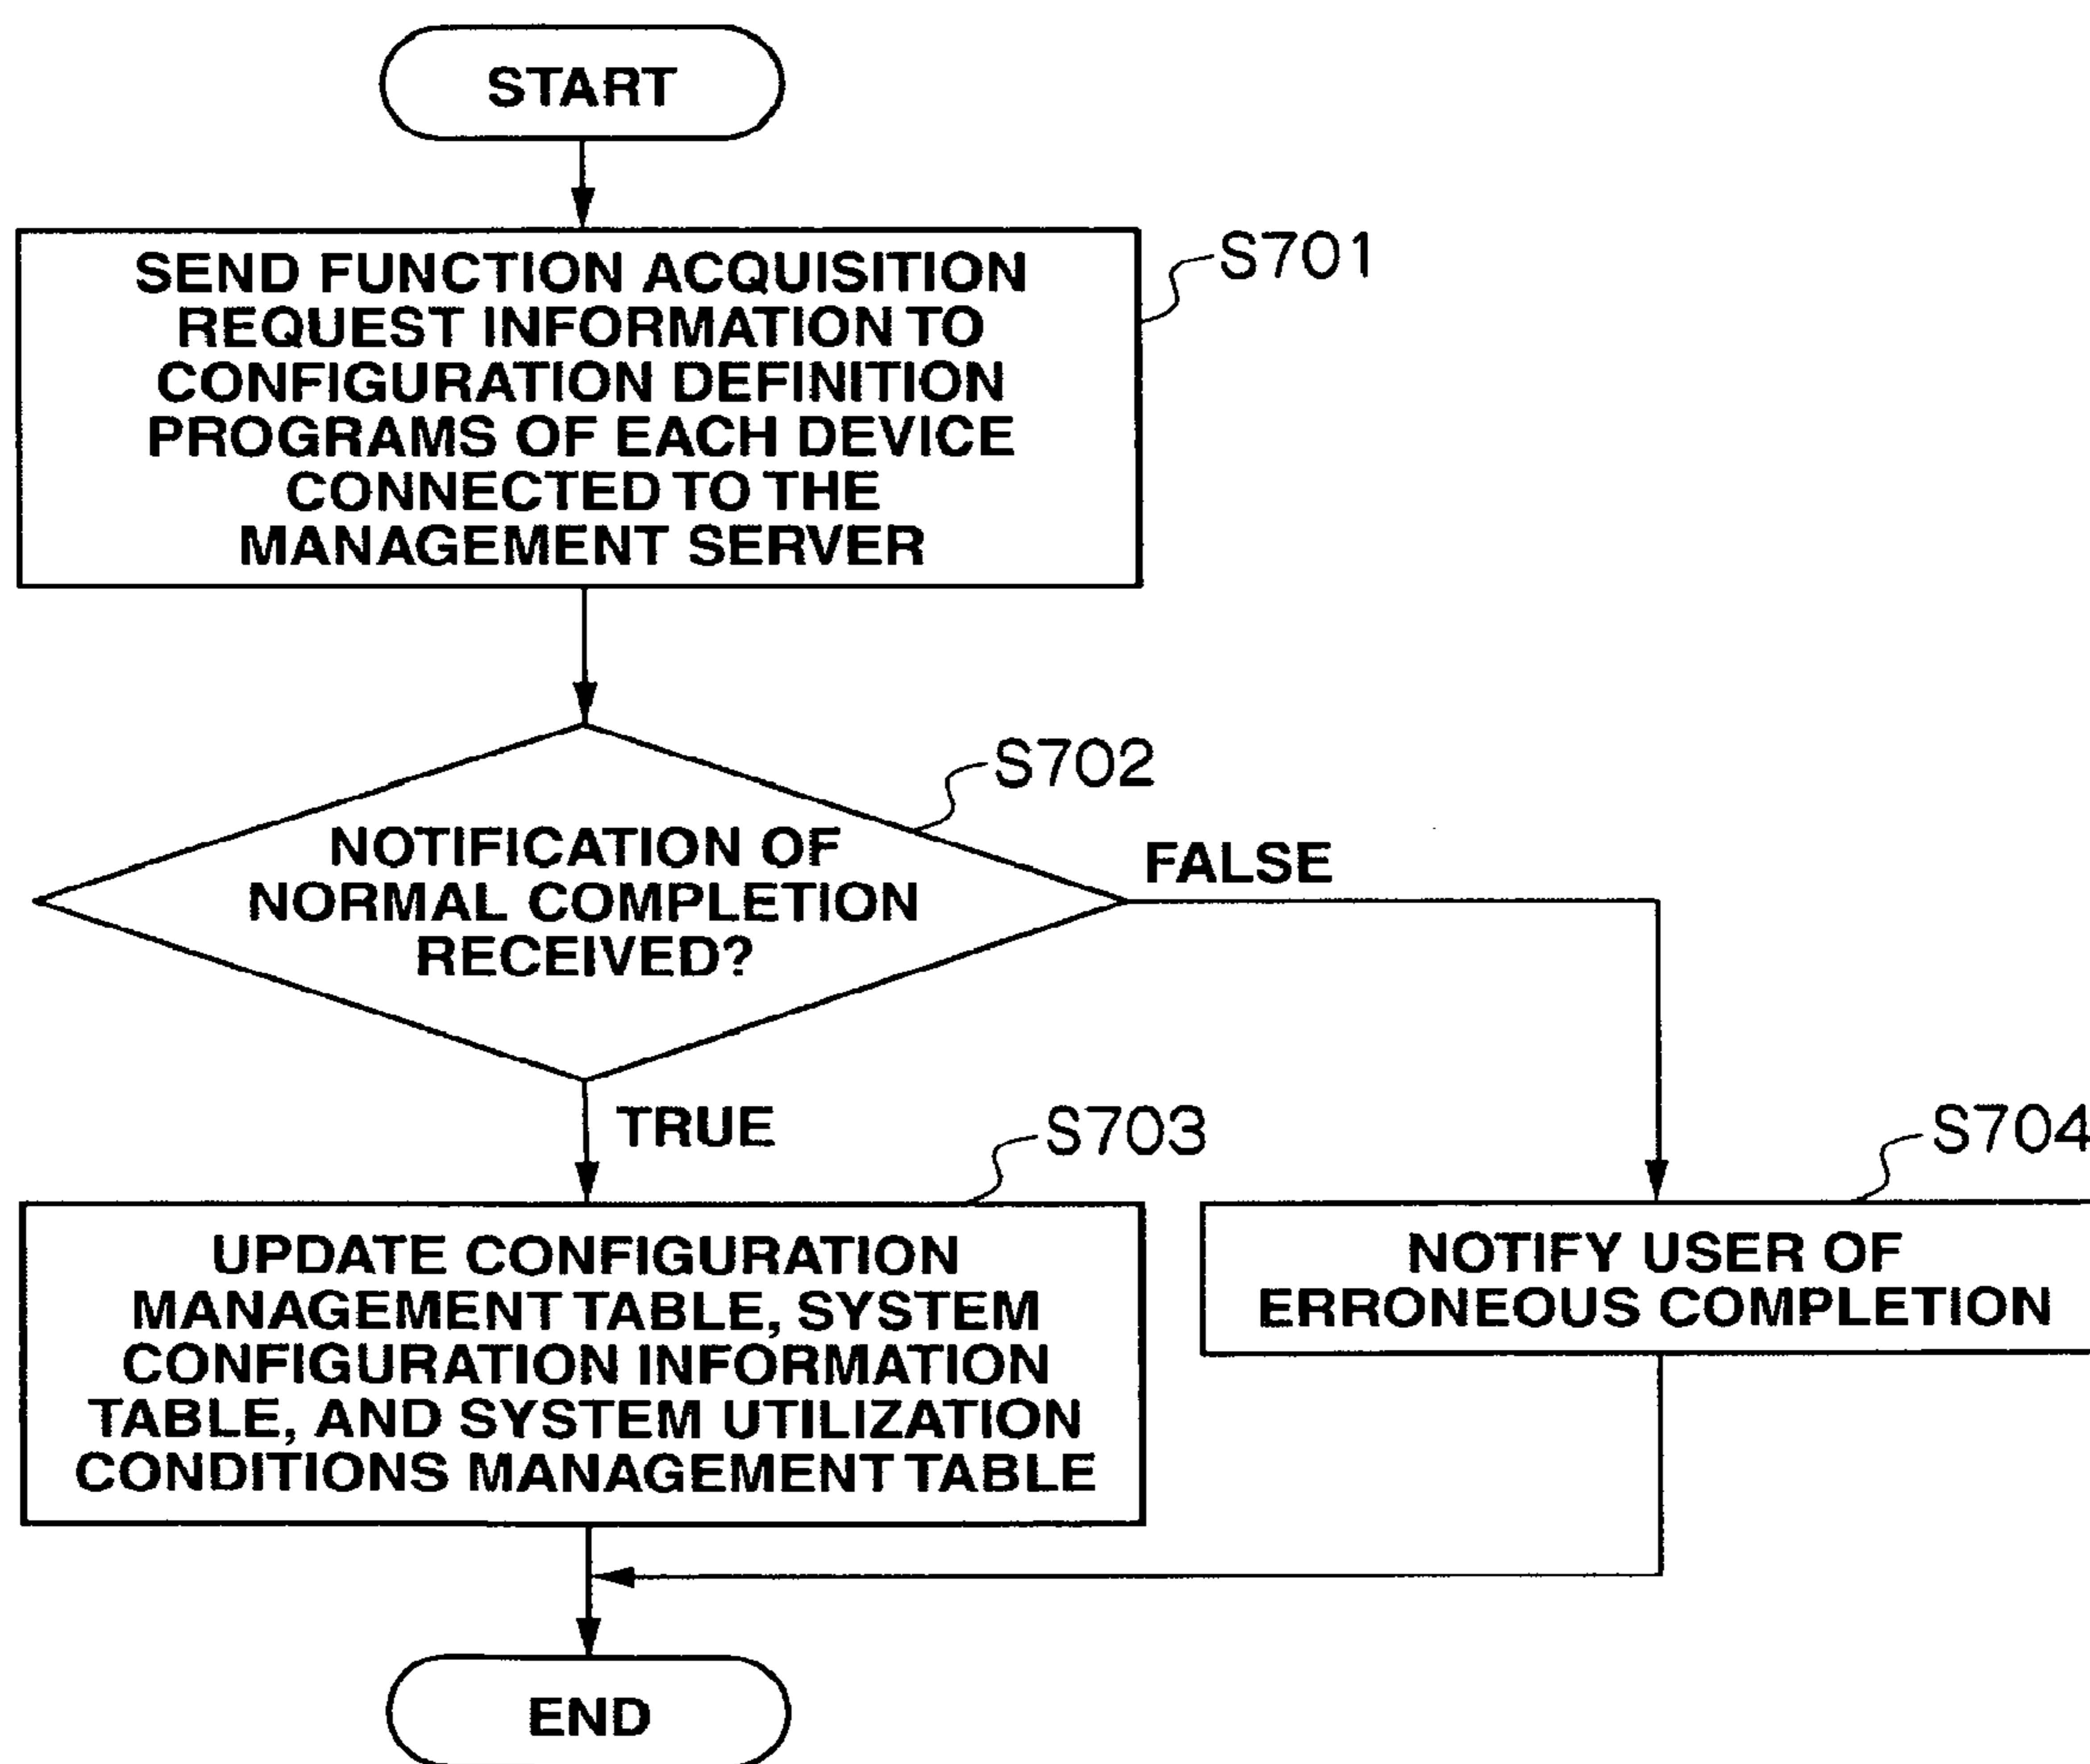 START
SEND FUNCTION ACQUISITION
REQUEST INFORMATION TO
CONFIGURATION DEFINITION
PROGRAMS OF EACH DEVICE
CONNECTED TO THE
MANAGEMENT SERVER
S701
S702
NOTIFICATION OF
NORMAL COMPLETION
RECEIVED?
FALSE
TRUE
S703
UPDATE CONFIGURATION
MANAGEMENT TABLE, SYSTEM
CONFIGURATION INFORMATION
TABLE, AND SYSTEM UTILIZATION
CONDITIONS MANAGEMENT TABLE
S704
NOTIFY USER OF
ERRONEOUS COMPLETION
END